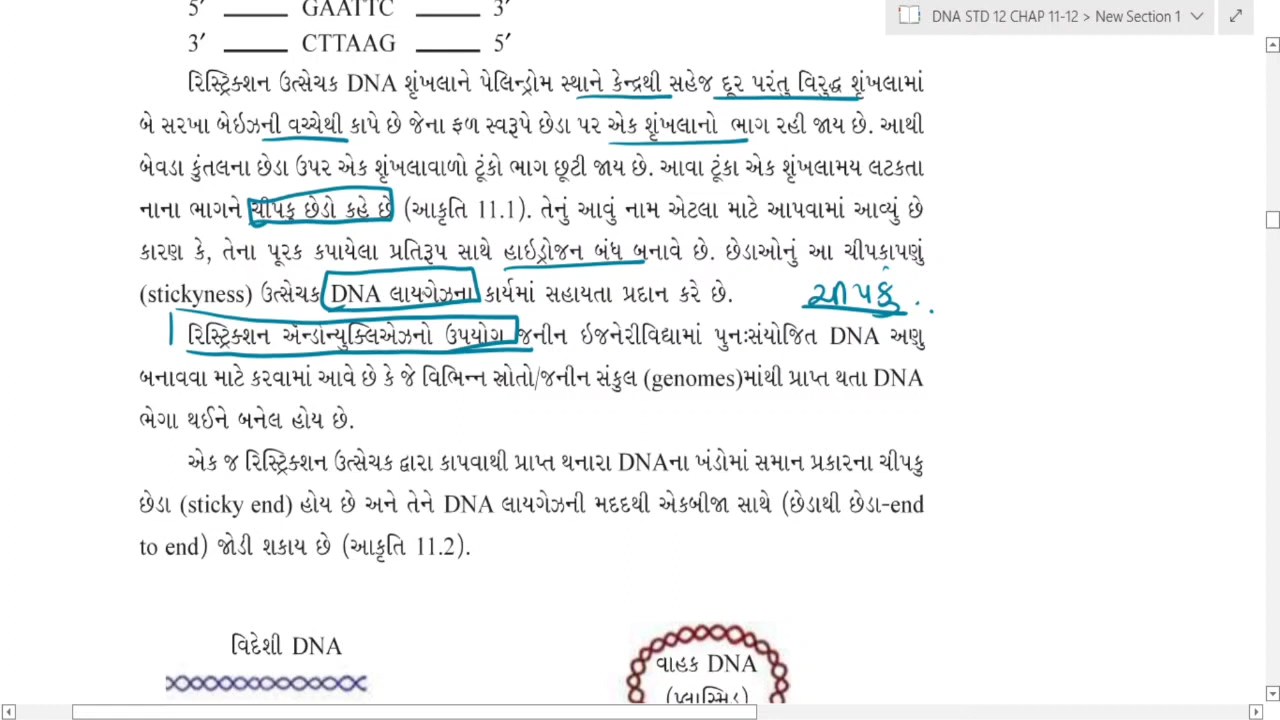 DNA STD 12 CHAP 11-12 > New Section 1
5′ ______ GAATTC ______ 3′
3′ ______ CTTAAG ______ 5′
રિસ્ટ્રિક્શન ઉત્સેચક DNA શૃંખલાને પેલિન્ડ્રોમ સ્થાને કેન્દ્રથી સહેજ દૂર પરંતુ વિરુદ્ધ શૃંખલામાં
બે સરખા બેઇઝની વચ્ચેથી કાપે છે જેના ફળ સ્વરૂપે છેડા પર એક શૃંખલાનો ભાગ રહી જાય છે. આથી
બેવડા કુંતલના છેડા ઉપર એક શૃંખલાવાળો ટૂંકો ભાગ છૂટી જાય છે. આવા ટૂંકા એક શૃંખલામય લટકતા
નાના ભાગને ચીપકુ છેડો કહે છે (આકૃતિ 11.1). તેનું આવું નામ એટલા માટે આપવામાં આવ્યું છે
કારણ કે, તેના પૂરક કપાયેલા પ્રતિરૂપ સાથે હાઇડ્રોજન બંધ બનાવે છે. છેડાઓનું આ ચીપકાપણું
(stickyness) ઉત્સેચક DNA લાયગેઝના કાર્યમાં સહાયતા પ્રદાન કરે છે. ચીપકુ
રિસ્ટ્રિક્શન ઍન્ડોન્યુક્લિએઝનો ઉપયોગ જનીન ઇજનેરીવિદ્યામાં પુનઃસંયોજિત DNA અણુ
બનાવવા માટે કરવામાં આવે છે કે જે વિભિન્ન સ્રોતો/જનીન સંકુલ (genomes)માંથી પ્રાપ્ત થતા DNA
ભેગા થઈને બનેલ હોય છે.
એક જ રિસ્ટ્રિક્શન ઉત્સેચક દ્વારા કાપવાથી પ્રાપ્ત થનારા DNAના ખંડોમાં સમાન પ્રકારના ચીપકુ
છેડા (sticky end) હોય છે અને તેને DNA લાયગેઝની મદદથી એકબીજા સાથે (છેડાથી છેડા-end
to end) જોડી શકાય છે (આકૃતિ 11.2).
વિદેશી DNA
વાહક DNA
(પ્લાસ્મિડ)